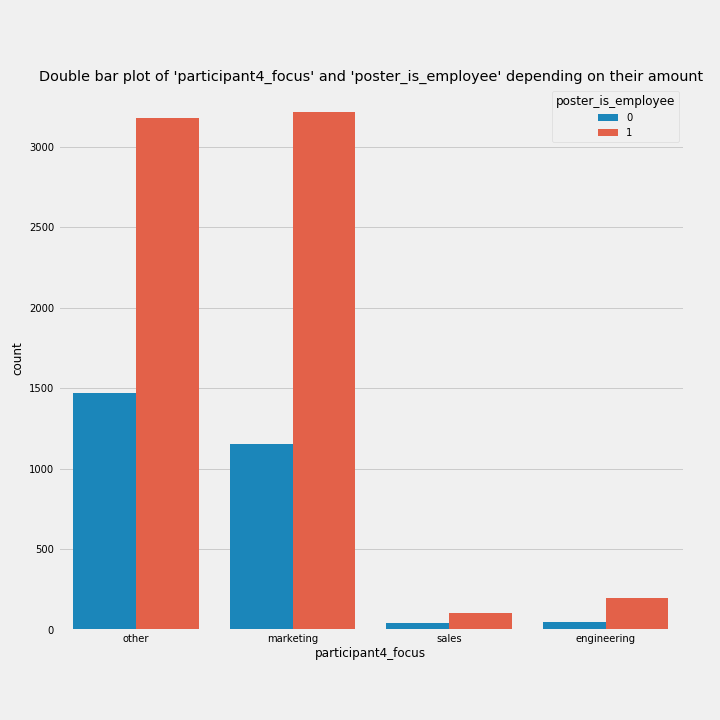 Double bar plot of 'participant4_focus' and 'poster_is_employee' depending on their amount
poster_is_employee
0
1
3000
2500
2000
1500
1000
500
0
count
other marketing sales engineering
participant4_focus